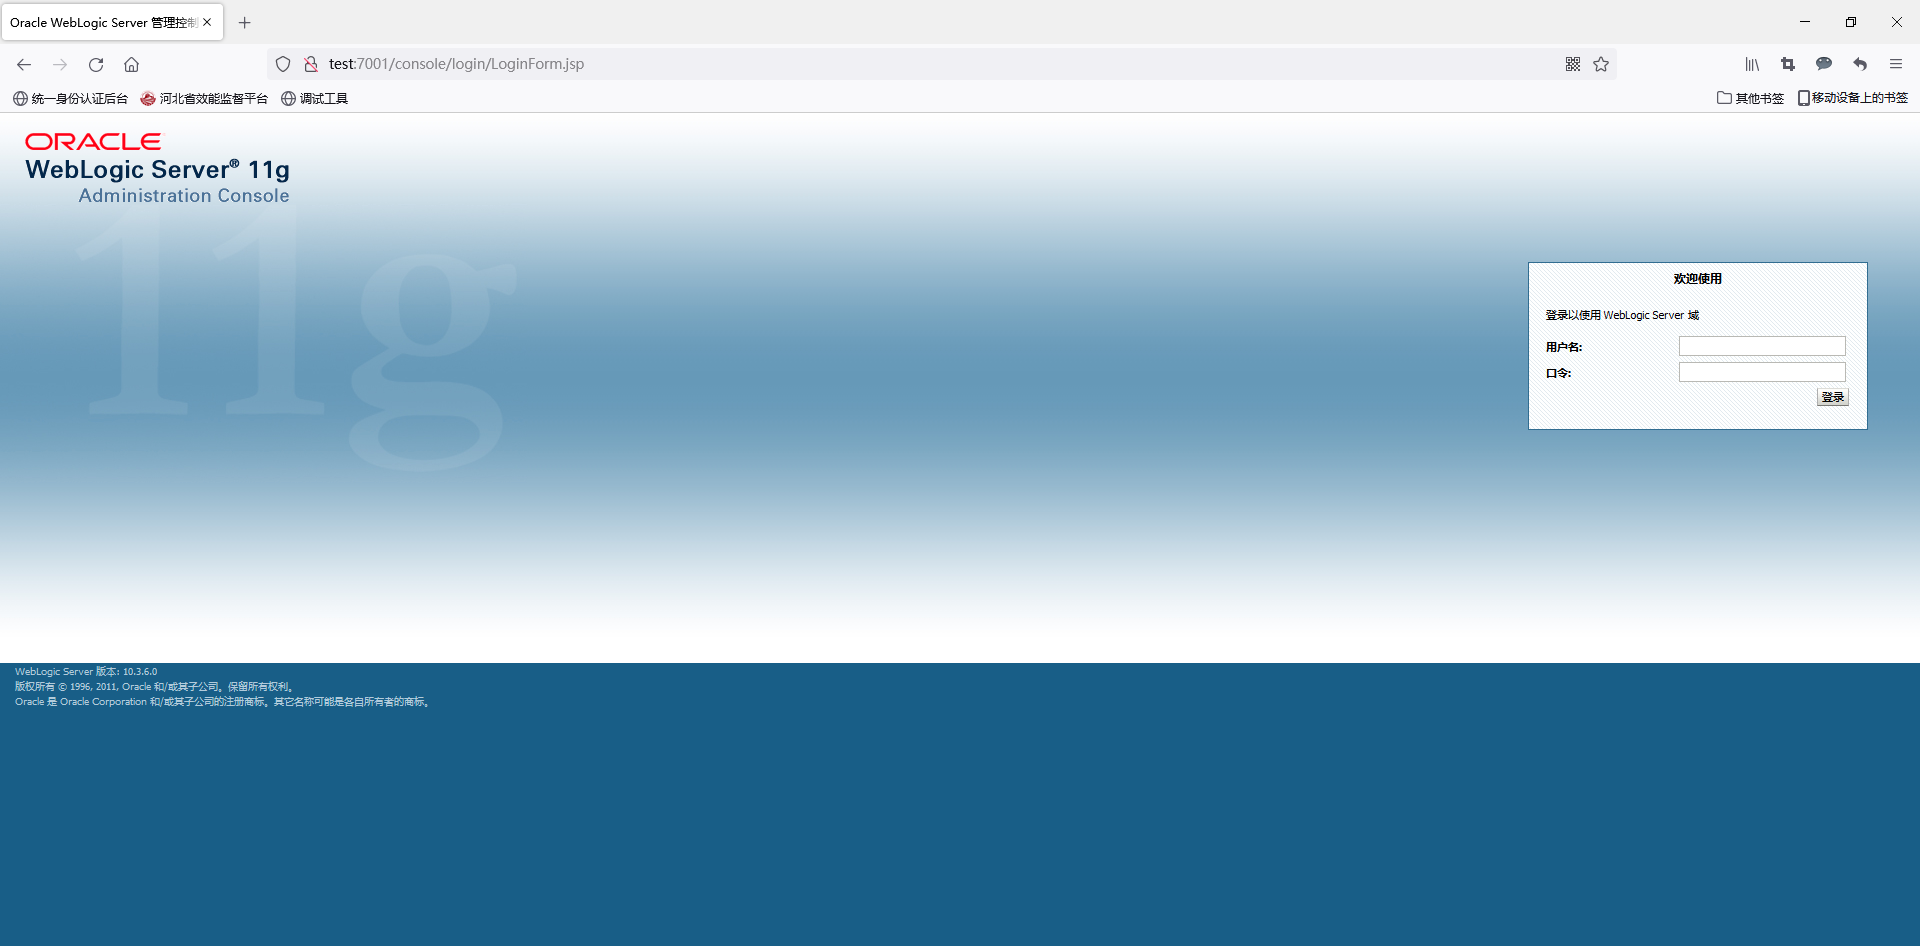 Oracle WebLogic Server 管理控制
test:7001/console/login/LoginForm.jsp
统一身份认证后台 河北省效能监督平台 调试工具 其他书签 移动设备上的书签
ORACLE
WebLogic Server® 11g
Administration Console
11g
欢迎使用
登录以使用 WebLogic Server 域
用户名:
口令:
登录
WebLogic Server 版本: 10.3.6.0
版权所有 © 1996, 2011, Oracle 和/或其子公司。保留所有权利。
Oracle 是 Oracle Corporation 和/或其子公司的注册商标。其它名称可能是各自所有者的商标。